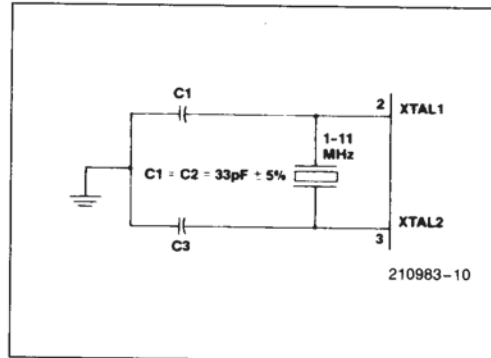 C1
2 XTAL1
1-11
MHz
C1 = C2 = 33pF ± 5%
XTAL2
3
C3
210983-10